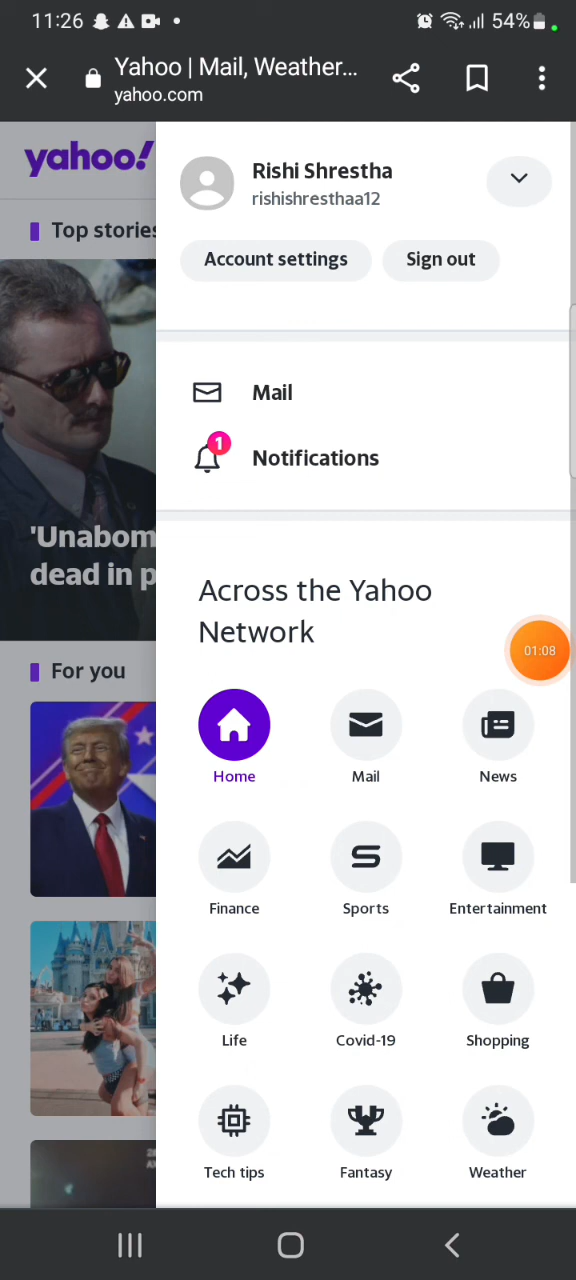 11:26
54%
Yahoo | Mail, Weather...
yahoo.com
yahoo!
Rishi Shrestha
rishishresthaa12
Account settings
Sign out
Top stories
Mail
1
Notifications
'Unabom
dead in p
Across the Yahoo
Network
01:08
For you
Home
Mail
News
Finance
Sports
Entertainment
Life
Covid-19
Shopping
Tech tips
Fantasy
Weather